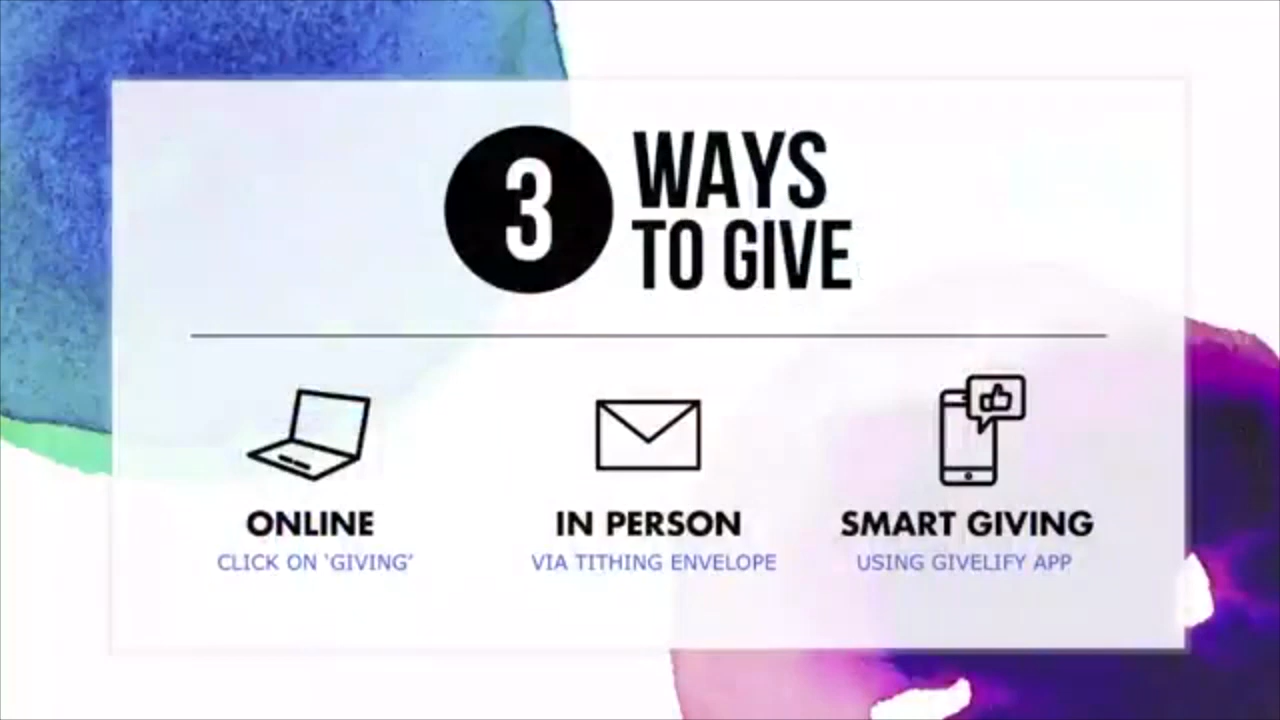 3 WAYS
TO GIVE
ONLINE
CLICK ON ‘GIVING’
IN PERSON
VIA TITHING ENVELOPE
SMART GIVING
USING GIVELIFY APP